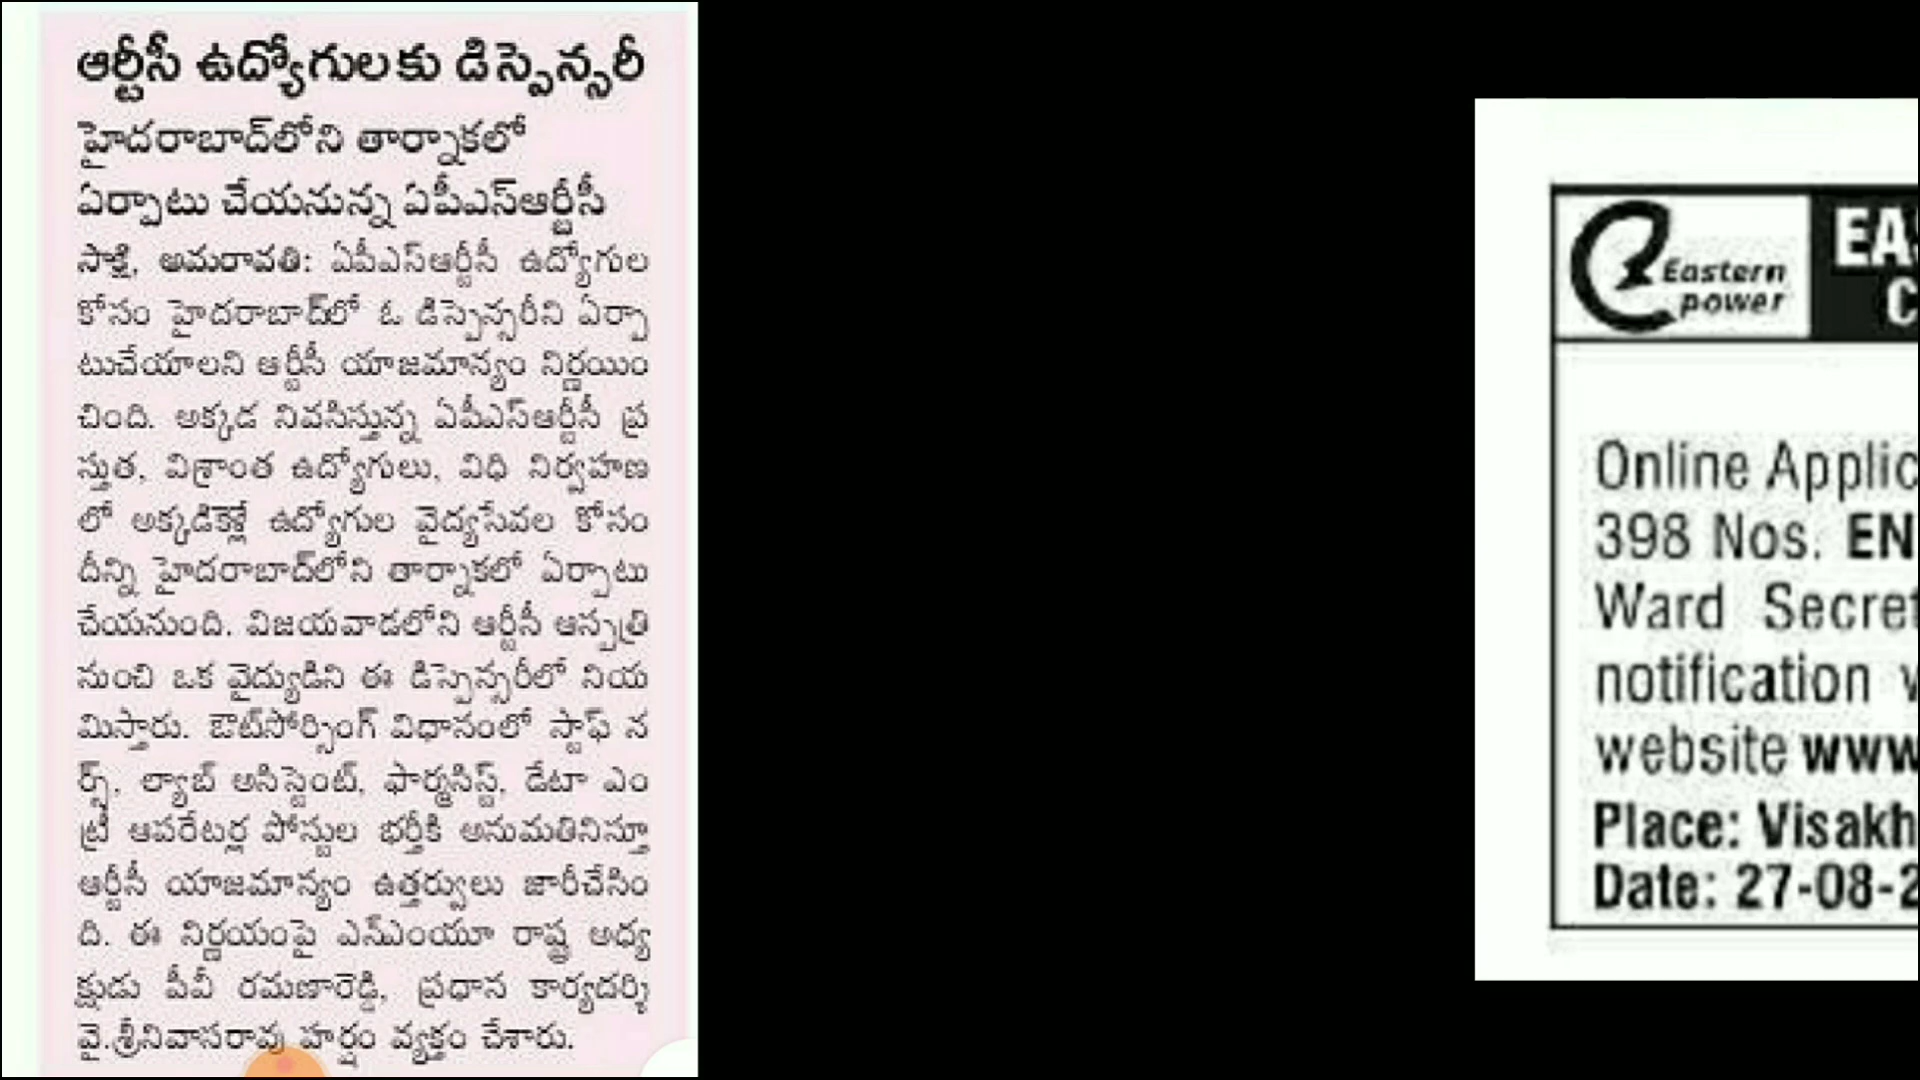 ఆర్టీసీ ఉద్యోగులకు డిస్పెన్సరీ
హైదరాబాద్‌లోని తార్నాకలో
ఏర్పాటు చేయనున్న ఏపీఎస్‌ఆర్టీసీ
సాక్షి, అమరావతి: ఏపీఎస్‌ఆర్టీసీ ఉద్యోగుల
కోసం హైదరాబాద్‌లో ఓ డిస్పెన్సరీని ఏర్పా
టుచేయాలని ఆర్టీసీ యాజమాన్యం నిర్ణయిం
చింది. అక్కడ నివసిస్తున్న ఏపీఎస్‌ఆర్టీసీ ప్ర
స్తుత, విశ్రాంత ఉద్యోగులు, విధి నిర్వహణ
లో అక్కడికెళ్లే ఉద్యోగుల వైద్యసేవల కోసం
దీన్ని హైదరాబాద్‌లోని తార్నాకలో ఏర్పాటు
చేయనుంది. విజయవాడలోని ఆర్టీసీ ఆస్పత్రి
నుంచి ఒక వైద్యుడిని ఈ డిస్పెన్సరీలో నియ
మిస్తారు. ఔట్‌సోర్సింగ్ విధానంలో స్టాఫ్ న
ర్స్, ల్యాబ్ అసిస్టెంట్, ఫార్మసిస్ట్, డేటా ఎం
ట్రీ ఆపరేటర్ల పోస్టుల భర్తీకి అనుమతినిస్తూ
ఆర్టీసీ యాజమాన్యం ఉత్తర్వులు జారీచేసిం
ది. ఈ నిర్ణయంపై ఎన్ఎంయూ రాష్ట్ర అధ్య
క్షుడు పీవీ రమణారెడ్డి, ప్రధాన కార్యదర్శి
వై.శ్రీనివాసరావు హర్షం వ్యక్తం చేశారు.
Eastern
power
EAS
C
Online Applic
398 Nos. EN
Ward Secret
notification
website www
Place: Visakh
Date: 27-08-2